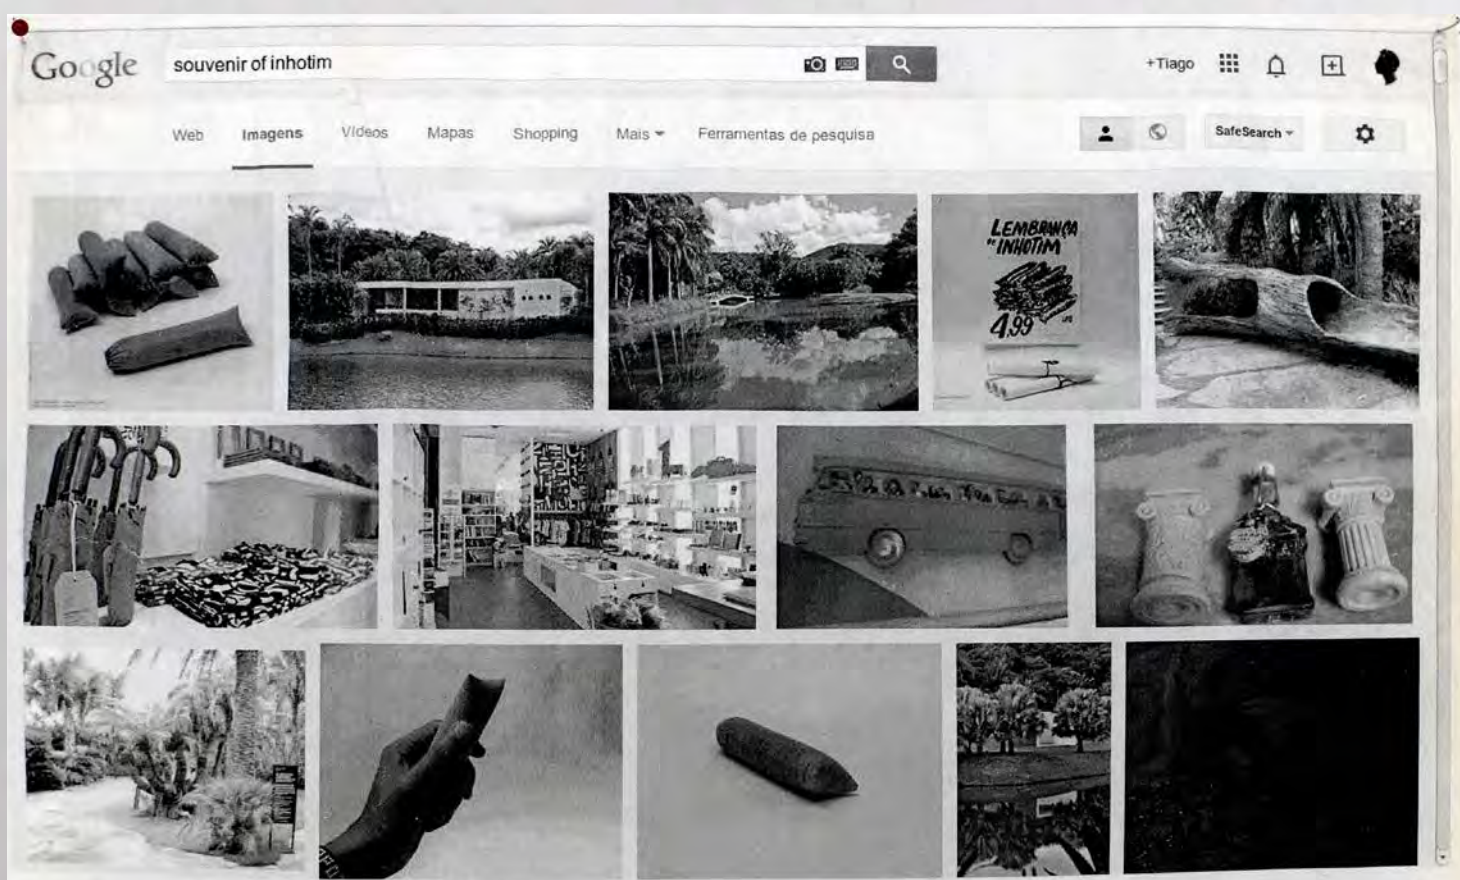 Google
souvenir of inhotim
+Tiago
Web Imagens Vídeos Mapas Shopping Mais Ferramentas de pesquisa
SafeSearch
LEMBRANÇA
DE INHOTIM
4,99